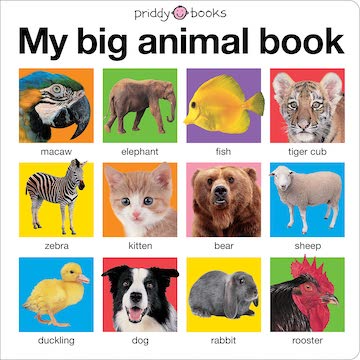 priddy books
My big animal book
macaw elephant fish tiger cub
zebra kitten bear sheep
duckling dog rabbit rooster